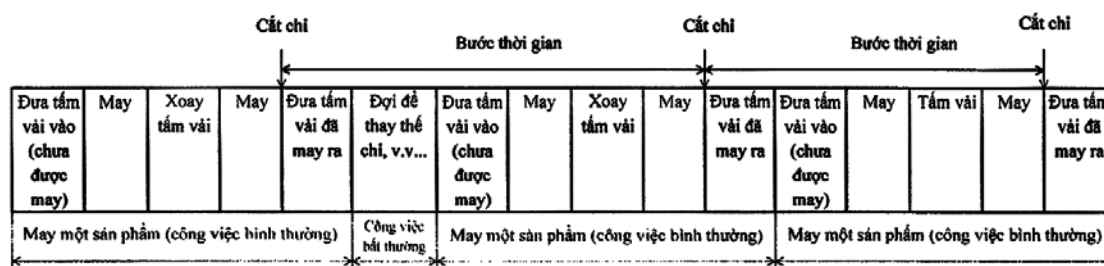 Cắt chỉ
Cắt chỉ
Cắt chỉ
Bước thời gian
Bước thời gian
Đưa tấm
vải vào
(chưa
được
may)
May
Xoay
tấm vải
May
Đưa tấm
vải đã
may ra
Đợi để
thay thế
chỉ, v.v...
Đưa tấm
vải vào
(chưa
được
may)
May
Xoay
tấm vải
May
Đưa tấm
vải đã
may ra
Đưa tấm
vải vào
(chưa
được
may)
May
Tấm vải
May
Đưa tấm
vải đã
may ra
May một sản phẩm (công việc bình thường)
Công việc
bất thường
May một sản phẩm (công việc bình thường)
May một sản phẩm (công việc bình thường)